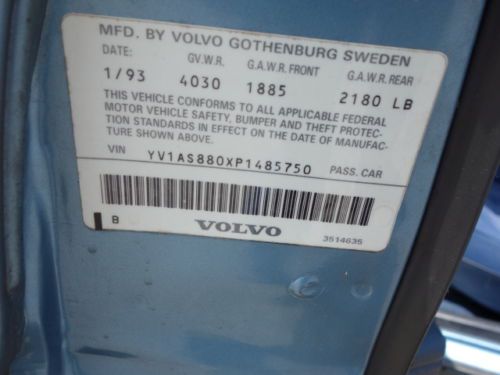 MFD. BY VOLVO GOTHENBURG SWEDEN
DATE: GV.W.R. G.A.W.R. FRONT G.A.W.R. REAR
1/93 4030 1885 2180 LB
THIS VEHICLE CONFORMS TO ALL APPLICABLE FEDERAL
MOTOR VEHICLE SAFETY, BUMPER AND THEFT PROTEC-
TION STANDARDS IN EFFECT ON THE DATE OF MANUFAC-
TURE SHOWN ABOVE.
VIN YV1AS880XP1485750 PASS. CAR
B VOLVO 3514635